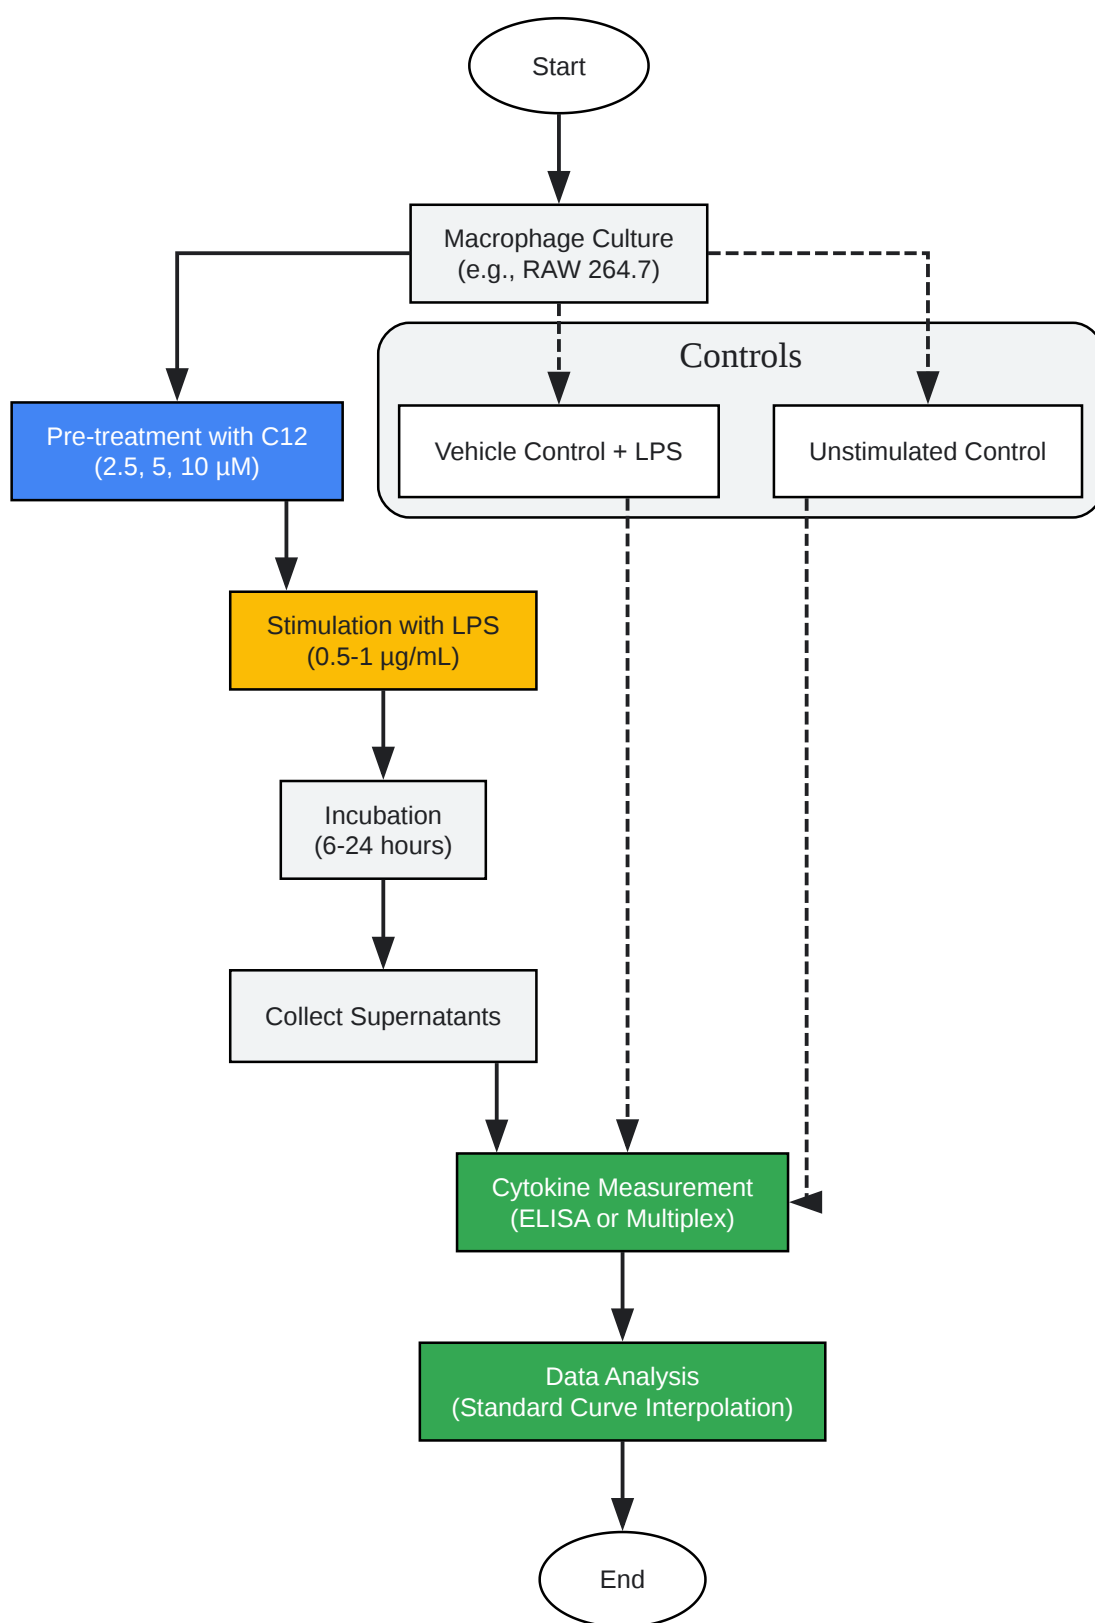 Start
Macrophage Culture
(e.g., RAW 264.7)
Controls
Pre-treatment with C12
(2.5, 5, 10 µM)
Vehicle Control + LPS
Unstimulated Control
Stimulation with LPS
(0.5-1 µg/mL)
Incubation
(6-24 hours)
Collect Supernatants
Cytokine Measurement
(ELISA or Multiplex)
Data Analysis
(Standard Curve Interpolation)
End